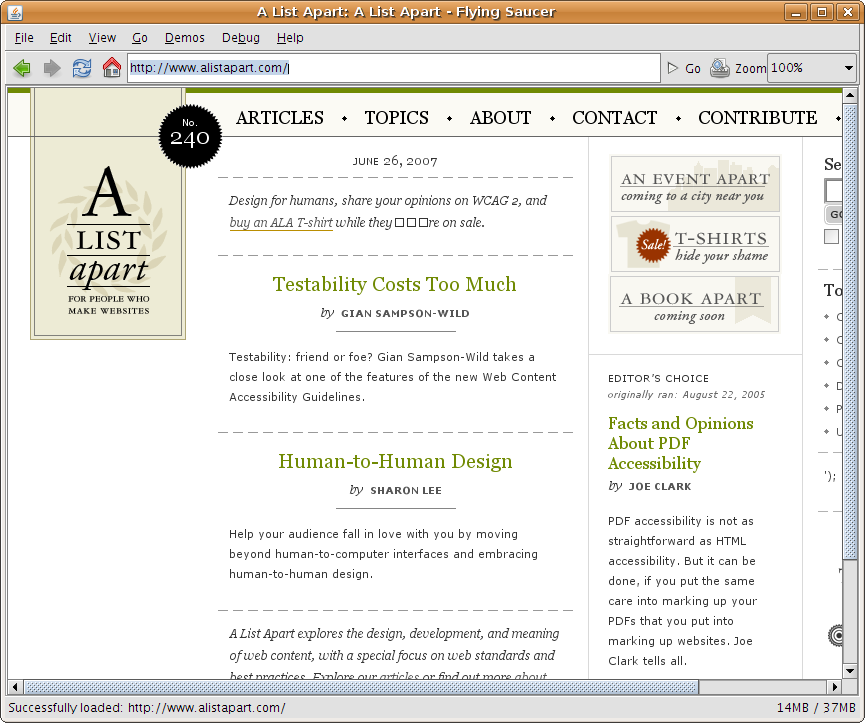 A List Apart: A List Apart - Flying Saucer
File Edit View Go Demos Debug Help
http://www.alistapart.com/
Go
Zoom
100%
No.
240
ARTICLES • TOPICS • ABOUT • CONTACT • CONTRIBUTE •
A
LIST
apart
FOR PEOPLE WHO
MAKE WEBSITES
JUNE 26, 2007
Design for humans, share your opinions on WCAG 2, and
buy an ALA T-shirt while they□□□re on sale.
Testability Costs Too Much
by GIAN SAMPSON-WILD
Testability: friend or foe? Gian Sampson-Wild takes a
close look at one of the features of the new Web Content
Accessibility Guidelines.
Human-to-Human Design
by SHARON LEE
Help your audience fall in love with you by moving
beyond human-to-computer interfaces and embracing
human-to-human design.
A List Apart explores the design, development, and meaning
of web content, with a special focus on web standards and
best practices. Explore our articles or find out more about
AN EVENT APART
coming to a city near you
Sale!
T-SHIRTS
hide your shame
A BOOK APART
coming soon
EDITOR'S CHOICE
originally ran: August 22, 2005
Facts and Opinions
About PDF
Accessibility
by JOE CLARK
PDF accessibility is not as
straightforward as HTML
accessibility. But it can be
done, if you put the same
care into marking up your
PDFs that you put into
marking up websites. Joe
Clark tells all.
Se
GO
To
C
C
C
D
P
U
');
Successfully loaded: http://www.alistapart.com/
14MB / 37MB